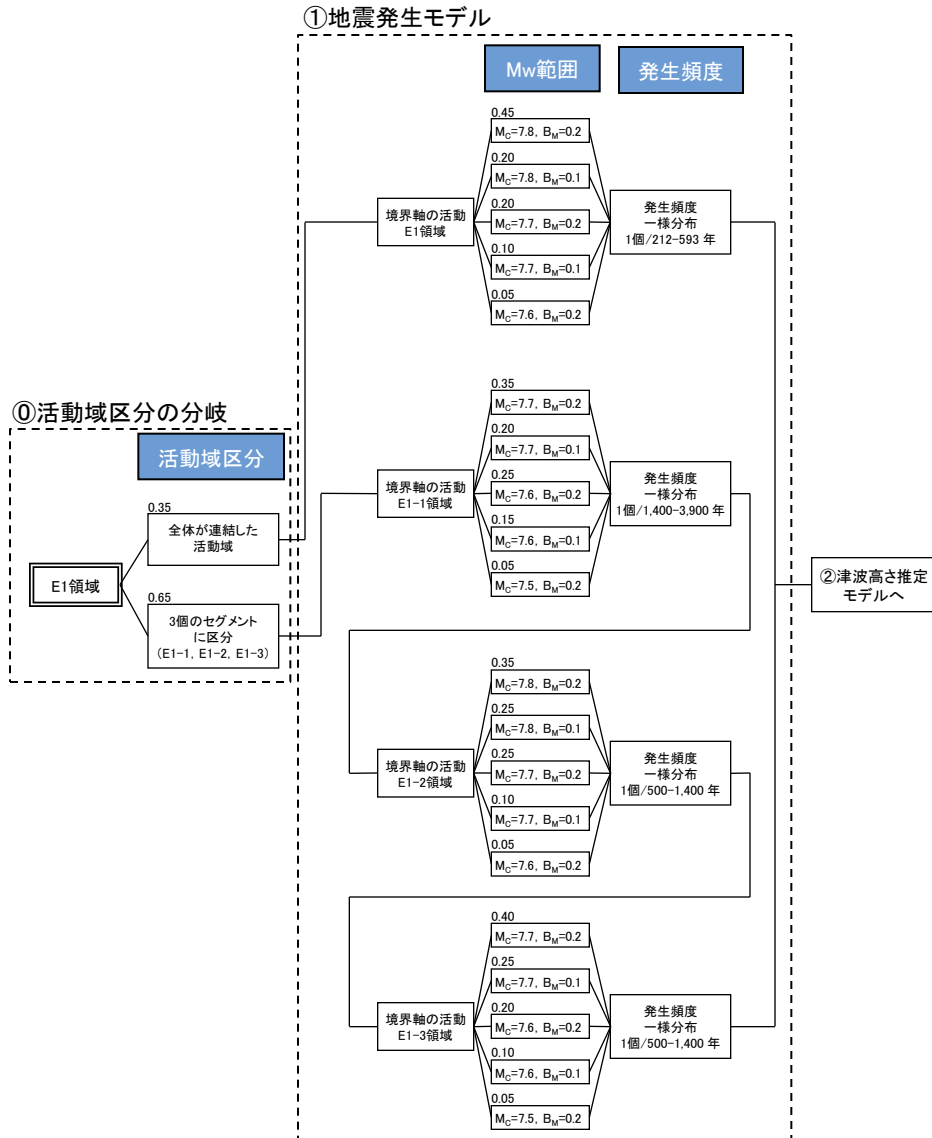 ①地震発生モデル
Mw範囲
発生頻度
0.45
M_C=7.8, B_M=0.2
0.20
M_C=7.8, B_M=0.1
0.20
M_C=7.7, B_M=0.2
0.10
M_C=7.7, B_M=0.1
0.05
M_C=7.6, B_M=0.2
境界軸の活動
E1領域
発生頻度
一様分布
1個/212-593 年
⓪活動域区分の分岐
活動域区分
0.35
全体が連結した
活動域
E1領域
0.65
3個のセグメント
に区分
(E1-1, E1-2, E1-3)
0.35
M_C=7.7, B_M=0.2
0.20
M_C=7.7, B_M=0.1
0.25
M_C=7.6, B_M=0.2
0.15
M_C=7.6, B_M=0.1
0.05
M_C=7.5, B_M=0.2
境界軸の活動
E1-1領域
発生頻度
一様分布
1個/1,400-3,900 年
②津波高さ推定
モデルへ
0.35
M_C=7.8, B_M=0.2
0.25
M_C=7.8, B_M=0.1
0.25
M_C=7.7, B_M=0.2
0.10
M_C=7.7, B_M=0.1
0.05
M_C=7.6, B_M=0.2
境界軸の活動
E1-2領域
発生頻度
一様分布
1個/500-1,400 年
0.40
M_C=7.7, B_M=0.2
0.25
M_C=7.7, B_M=0.1
0.20
M_C=7.6, B_M=0.2
0.10
M_C=7.6, B_M=0.1
0.05
M_C=7.5, B_M=0.2
境界軸の活動
E1-3領域
発生頻度
一様分布
1個/500-1,400 年